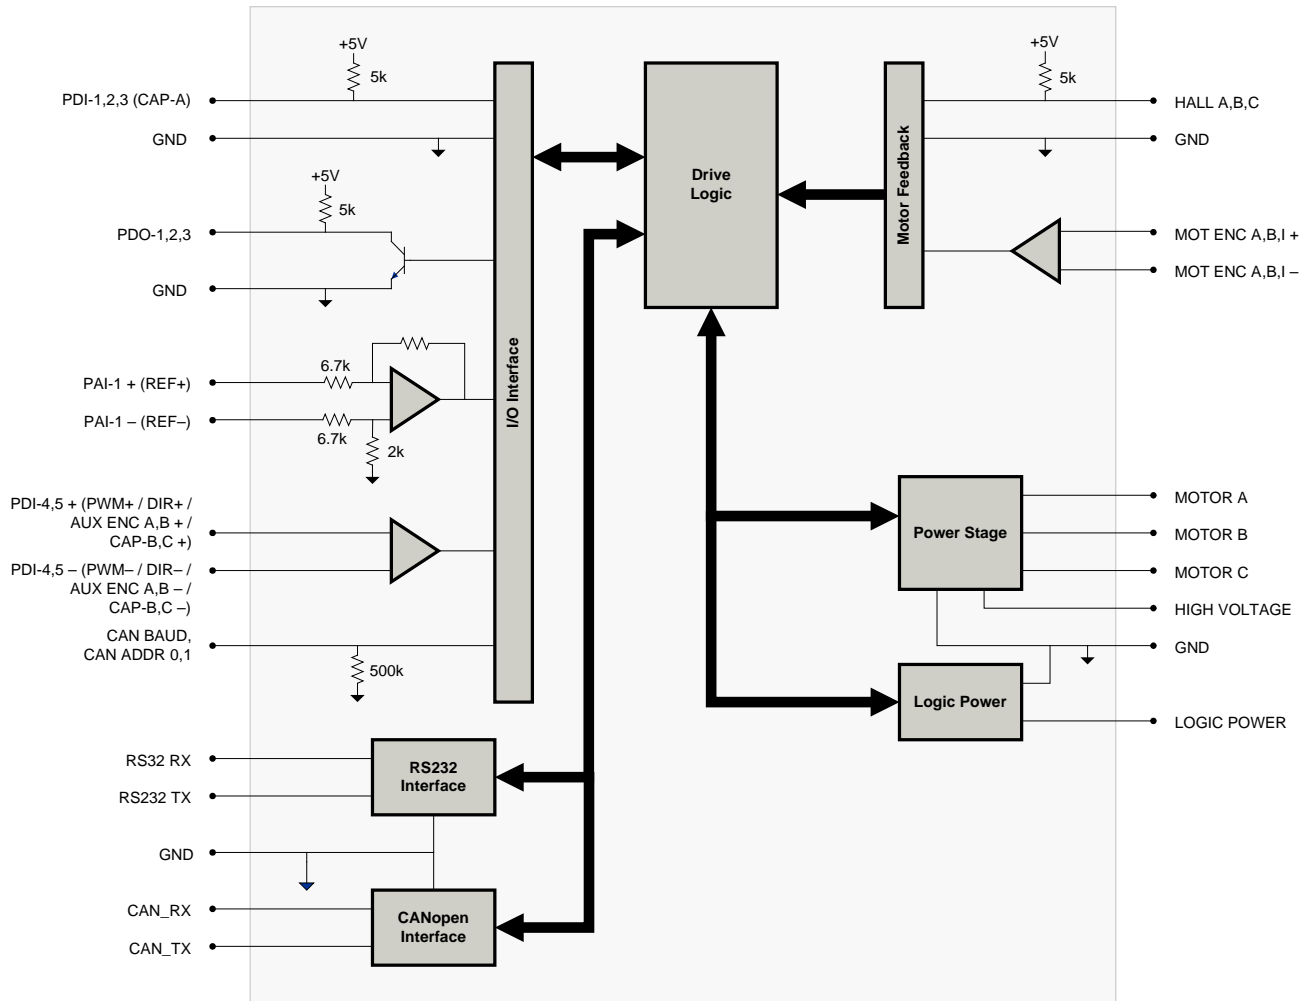 +5V
5k
PDI-1,2,3 (CAP-A)
GND
+5V
5k
PDO-1,2,3
GND
6.7k
PAI-1 + (REF+)
PAI-1 – (REF–)
6.7k
2k
PDI-4,5 + (PWM+ / DIR+ /
AUX ENC A,B + /
CAP-B,C +)
PDI-4,5 – (PWM– / DIR– /
AUX ENC A,B – /
CAP-B,C –)
CAN BAUD,
CAN ADDR 0,1
500k
I/O Interface
RS32 RX
RS232 TX
RS232
Interface
GND
CAN_RX
CAN_TX
CANopen
Interface
Drive
Logic
Motor Feedback
+5V
5k
HALL A,B,C
GND
MOT ENC A,B,I +
MOT ENC A,B,I –
Power Stage
MOTOR A
MOTOR B
MOTOR C
HIGH VOLTAGE
GND
Logic Power
LOGIC POWER